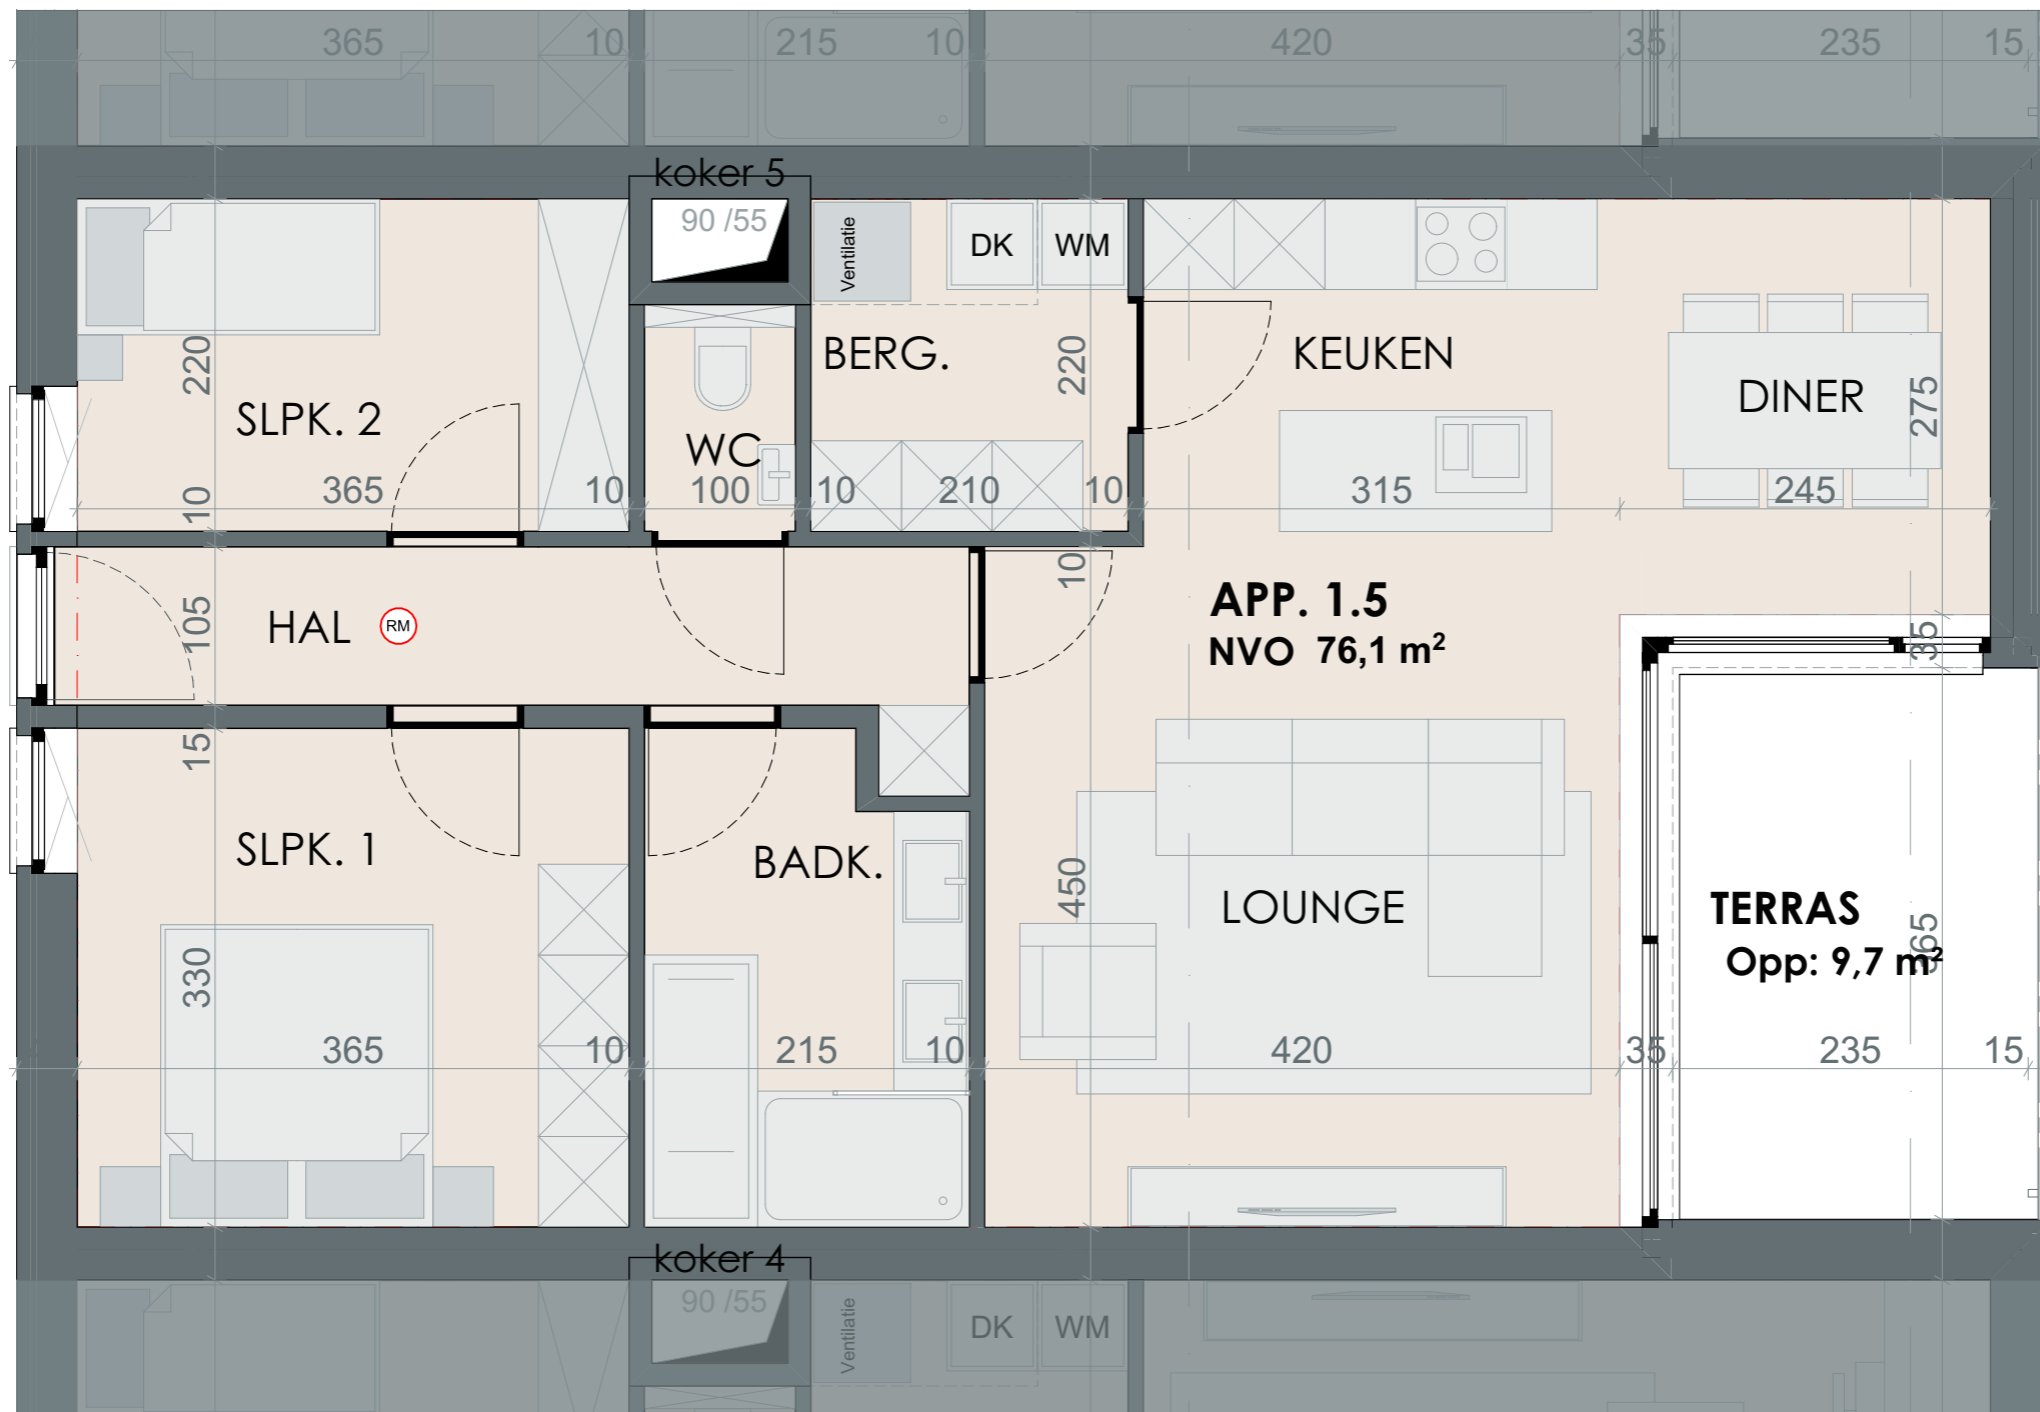 365 10 215 10 420 35 235 15
koker 5
90 /55
Ventilatie
DK WM
BERG.
KEUKEN
DINER
220
220
275
SLPK. 2
WC
365 10 100 10 210 10 315 245
10
10
HAL RM
105
APP. 1.5
NVO 76,1 m²
35
15
SLPK. 1
BADK.
LOUNGE
450
330
TERRAS
Opp: 9,7 m²
365
365 10 215 10 420 35 235 15
koker 4
90 /55
Ventilatie
DK WM